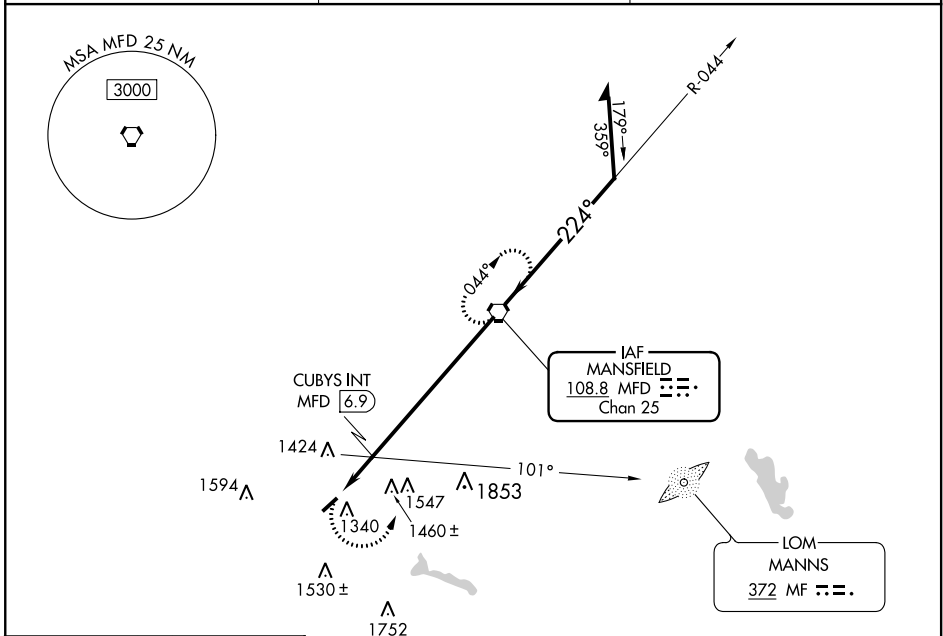 MSA MFD 25 NM
3000
R-044
179°
359°
224°
044°
IAF
MANSFIELD
108.8 MFD
Chan 25
CUBYS INT
MFD 6.9
1424
101°
1594
1853
1547
1340
1460 ±
LOM
MANNS
372 MF
1530 ±
1752